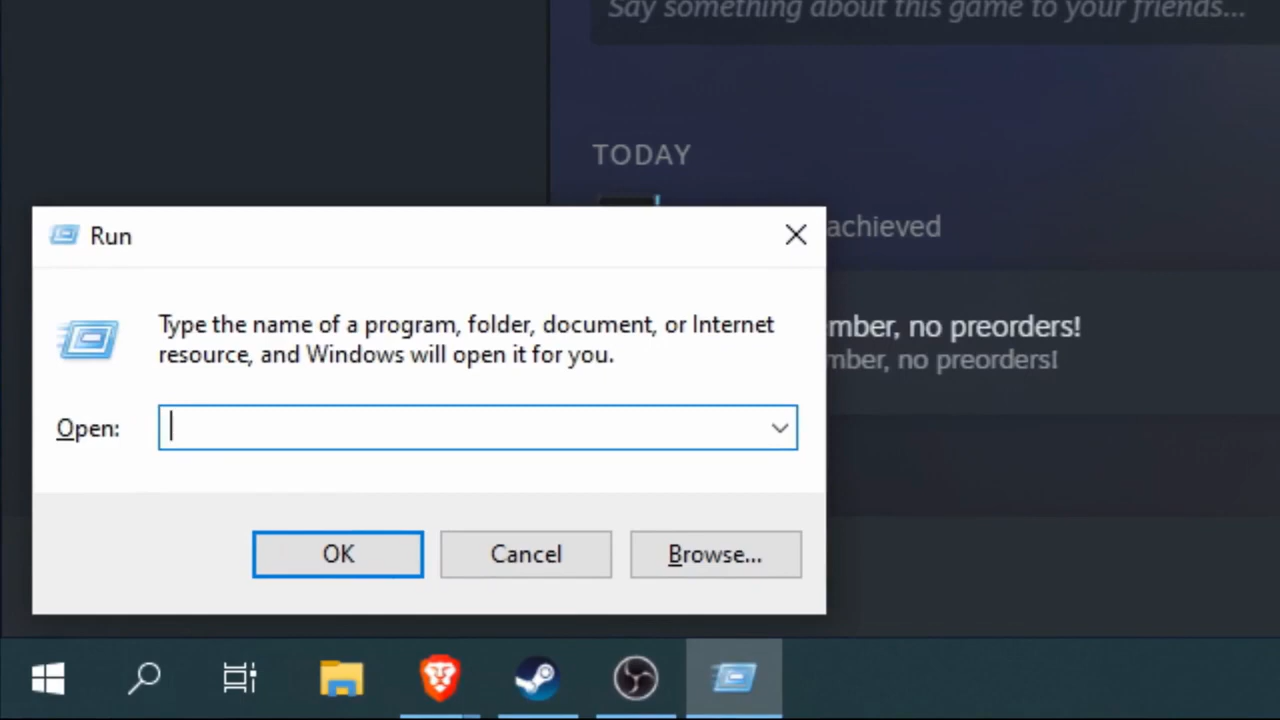 Say something about this game to your friends...
TODAY
achieved
Run
Type the name of a program, folder, document, or Internet
resource, and Windows will open it for you.
mber, no preorders!
mber, no preorders!
Open:
OK
Cancel
Browse...